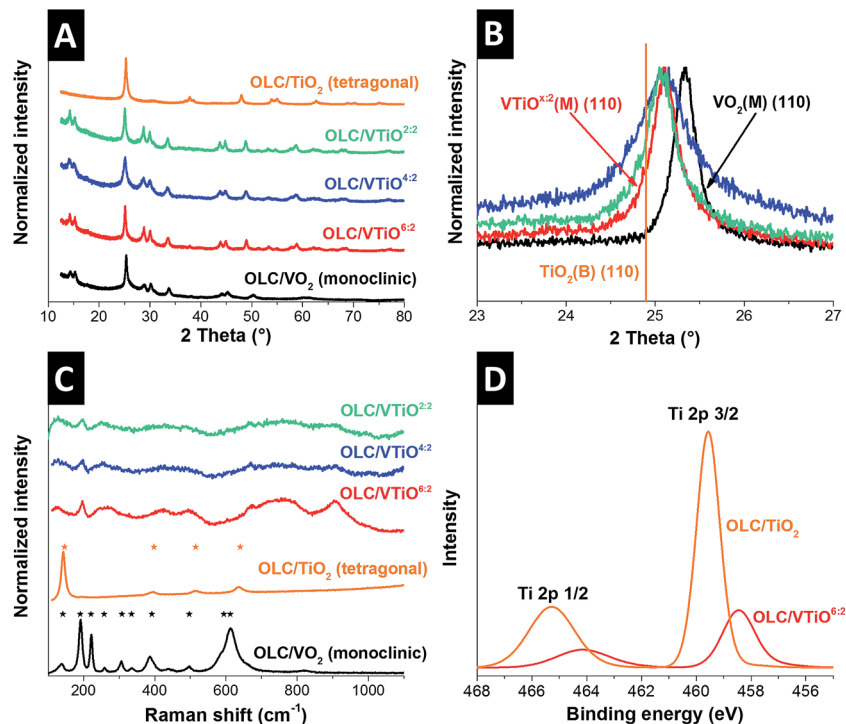 A
Normalized intensity
OLC/TiO₂ (tetragonal)
OLC/VTiO²:²
OLC/VTiO⁴:²
OLC/VTiO⁶:²
OLC/VO₂ (monoclinic)
10 20 30 40 50 60 70 80
2 Theta (°)
B
Normalized intensity
VTiOˣ:²(M) (110)
VO₂(M) (110)
TiO₂(B) (110)
23 24 25 26 27
2 Theta (°)
C
Normalized intensity
OLC/VTiO²:²
OLC/VTiO⁴:²
OLC/VTiO⁶:²
OLC/TiO₂ (tetragonal)
OLC/VO₂ (monoclinic)
200 400 600 800 1000
Raman shift (cm⁻¹)
D
Intensity
Ti 2p 3/2
OLC/TiO₂
Ti 2p 1/2
OLC/VTiO⁶:²
468 465 463 460 458 455
Binding energy (eV)